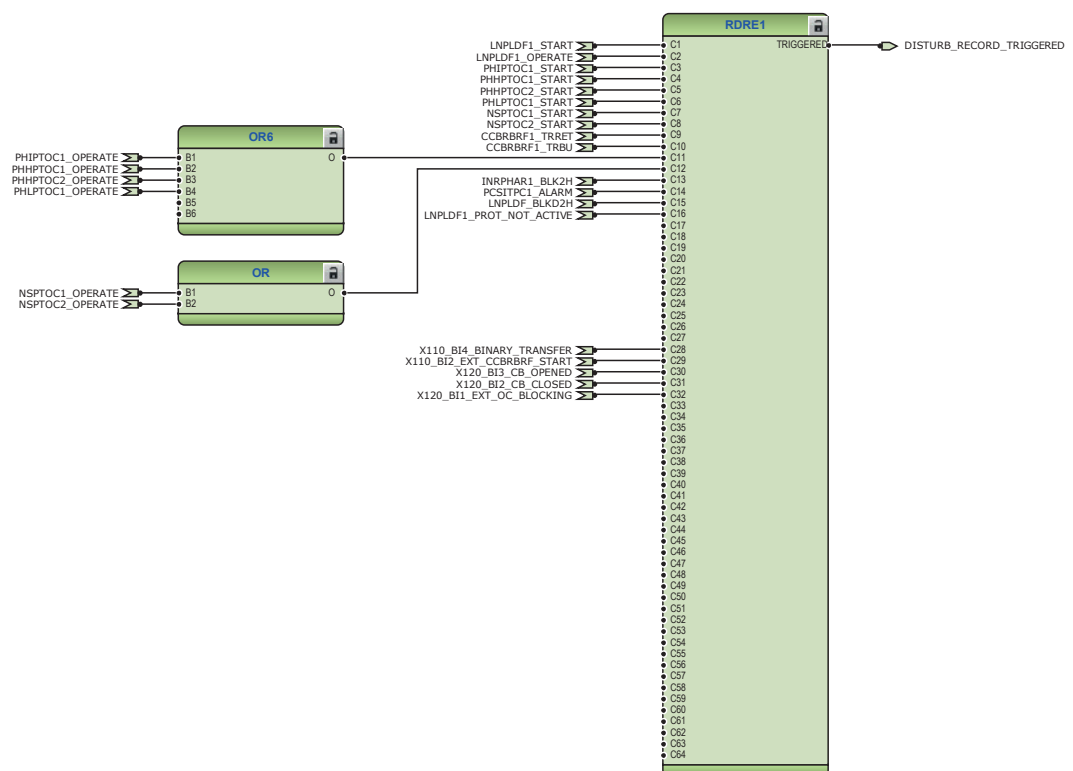 RDRE1
LNPLDF1_START C1 TRIGGERED DISTURB_RECORD_TRIGGERED
LNPLDF1_OPERATE C2
PHIPTOC1_START C3
PHHPTOC1_START C4
PHHPTOC2_START C5
PHLPTOC1_START C6
NSPTOC1_START C7
NSPTOC2_START C8
CCBRBRF1_TRRET C9
CCBRBRF1_TRBU C10
C11
C12
INRPHAR1_BLK2H C13
PCSITPC1_ALARM C14
LNPLDF_BLKD2H C15
LNPLDF1_PROT_NOT_ACTIVE C16
C17
C18
C19
C20
C21
C22
C23
C24
C25
C26
C27
X110_BI4_BINARY_TRANSFER C28
X110_BI2_EXT_CCBRBRF_START C29
X120_BI3_CB_OPENED C30
X120_BI2_CB_CLOSED C31
X120_BI1_EXT_OC_BLOCKING C32
C33
C34
C35
C36
C37
C38
C39
C40
C41
C42
C43
C44
C45
C46
C47
C48
C49
C50
C51
C52
C53
C54
C55
C56
C57
C58
C59
C60
C61
C62
C63
C64
OR6
PHIPTOC1_OPERATE B1 O
PHHPTOC1_OPERATE B2
PHHPTOC2_OPERATE B3
PHLPTOC1_OPERATE B4
B5
B6
OR
NSPTOC1_OPERATE B1 O
NSPTOC2_OPERATE B2